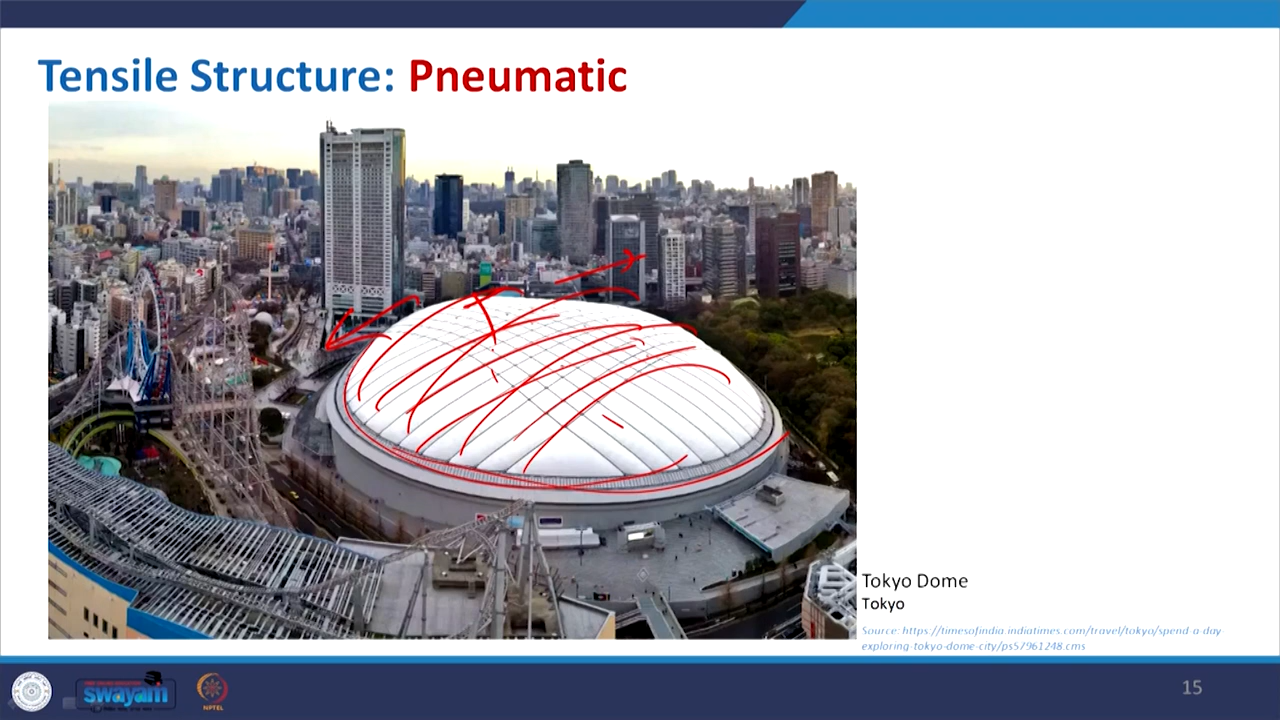 Tensile Structure: Pneumatic
Tokyo Dome
Tokyo
Source: https://timesofindia.indiatimes.com/travel/tokyo/spend-a-day
exploring-tokyo-dome-city/ps57961248.cms
swayam
NPTEL
15